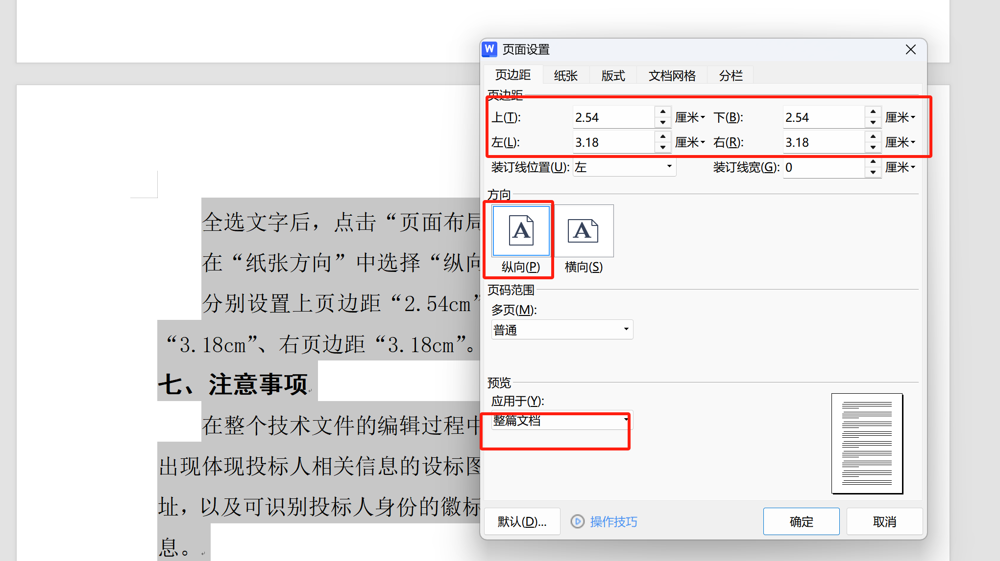 全选文字后，点击“页面布局
在“纸张方向”中选择“纵向
分别设置上页边距“2.54cm”
“3.18cm”、右页边距“3.18cm”。
七、注意事项
在整个技术文件的编辑过程中
出现体现投标人相关信息的设标图
址，以及可识别投标人身份的徽标
息。
W 页面设置
页边距 纸张 版式 文档网格 分栏
页边距
上(T): 2.54 厘米 下(B): 2.54 厘米
左(L): 3.18 厘米 右(R): 3.18 厘米
装订线位置(U): 左 装订线宽(G): 0 厘米
方向
A A
纵向(P) 横向(S)
页码范围
多页(M):
普通
预览
应用于(Y):
整篇文档
默认(D)... 操作技巧 确定 取消